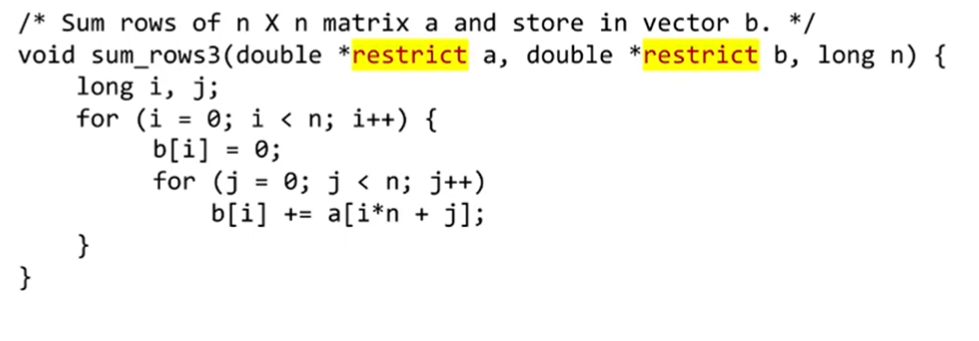 /* Sum rows of n X n matrix a and store in vector b. */
void sum_rows3(double *restrict a, double *restrict b, long n) {
    long i, j;
    for (i = 0; i < n; i++) {
        b[i] = 0;
        for (j = 0; j < n; j++)
            b[i] += a[i*n + j];
    }
}